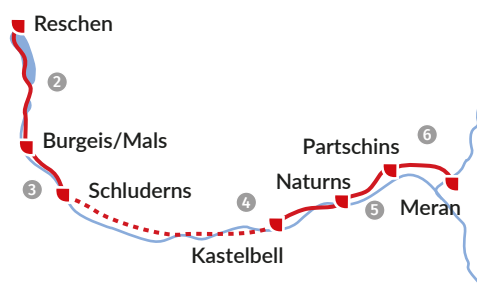 Reschen
2
Burgeis/Mals
3
Schluderns
4
Kastelbell
Naturns
5
Partschins
6
Meran